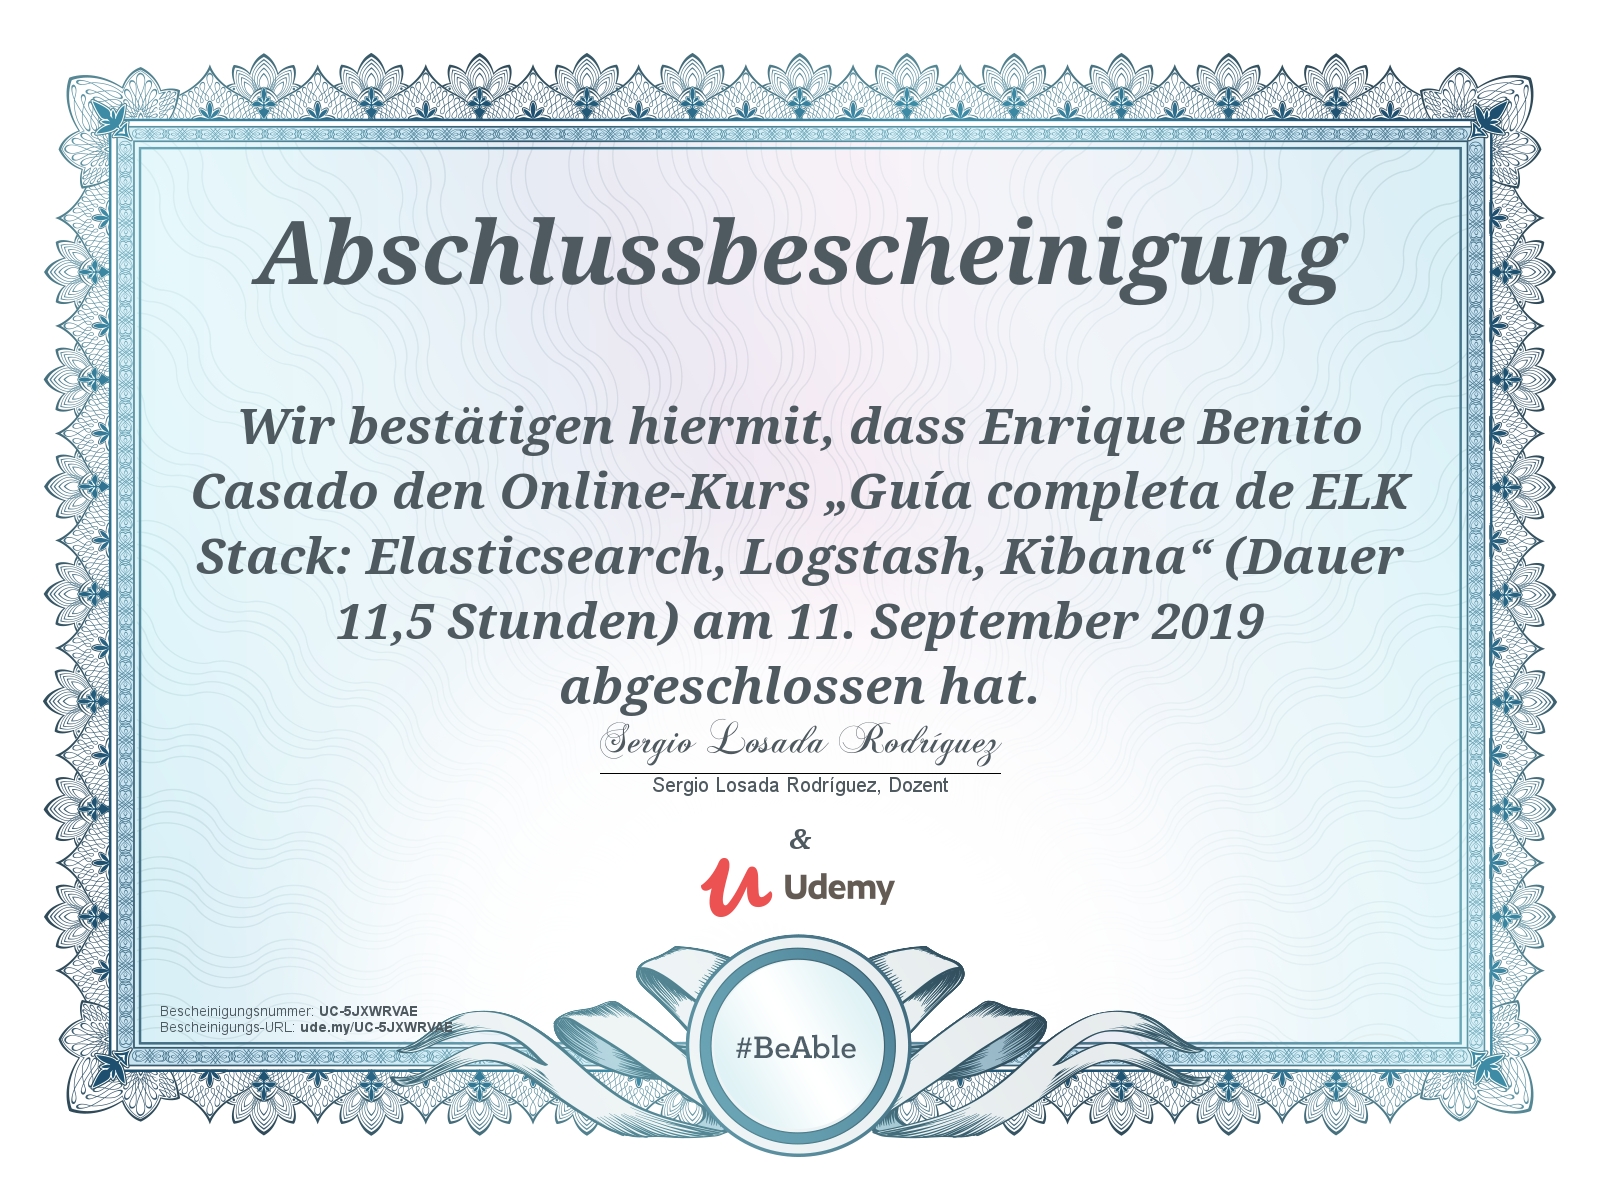 Abschlussbescheinigung
Wir bestätigen hiermit, dass Enrique Benito
Casado den Online-Kurs „Guía completa de ELK
Stack: Elasticsearch, Logstash, Kibana“ (Dauer
11,5 Stunden) am 11. September 2019
abgeschlossen hat.
Sergio Losada Rodríguez
Sergio Losada Rodríguez, Dozent
&
Udemy
Bescheinigungsnummer: UC-5JXWRVAE
Bescheinigungs-URL: ude.my/UC-5JXWRVAE
#BeAble